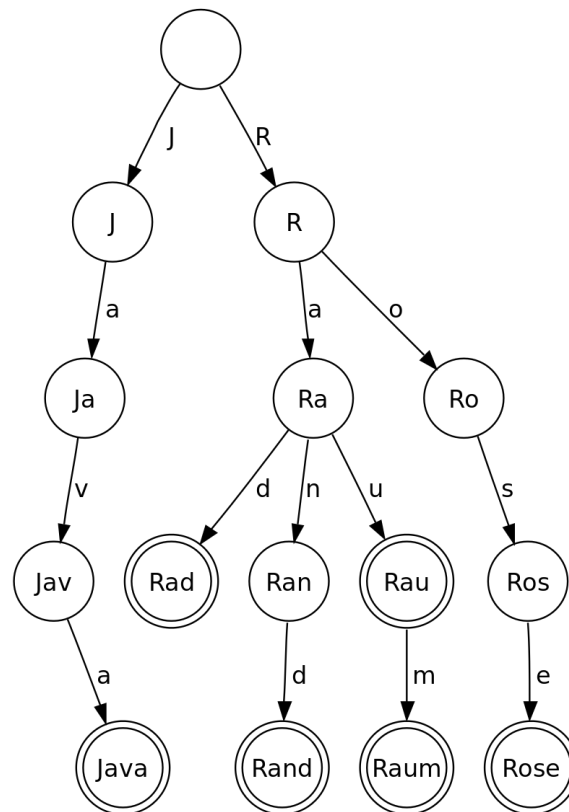 J R
J R
a a o
Ja Ra Ro
v d n u s
Jav Rad Ran Rau Ros
a d m e
Java Rand Raum Rose